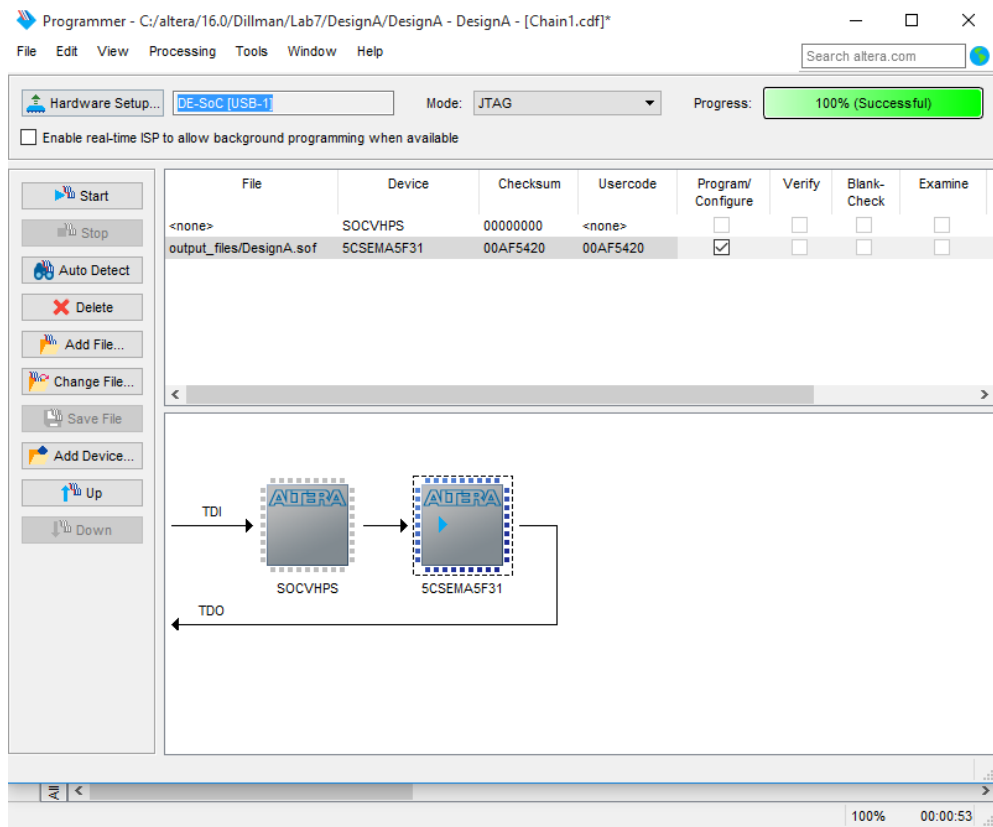 Programmer - C:/altera/16.0/Dillman/Lab7/DesignA/DesignA - DesignA - [Chain1.cdf]*
File Edit View Processing Tools Window Help
Search altera.com
Hardware Setup... DE-SoC [USB-1] Mode: JTAG Progress: 100% (Successful)
Enable real-time ISP to allow background programming when available
Start
Stop
Auto Detect
Delete
Add File...
Change File...
Save File
Add Device...
Up
Down
File Device Checksum Usercode Program/ Verify Blank- Examine
Configure Check
<none> SOCVHPS 00000000 <none>
output_files/DesignA.sof 5CSEMA5F31 00AF5420 00AF5420
ALTERA ALTERA
TDI
SOCVHPS 5CSEMA5F31
TDO
All
100% 00:00:53